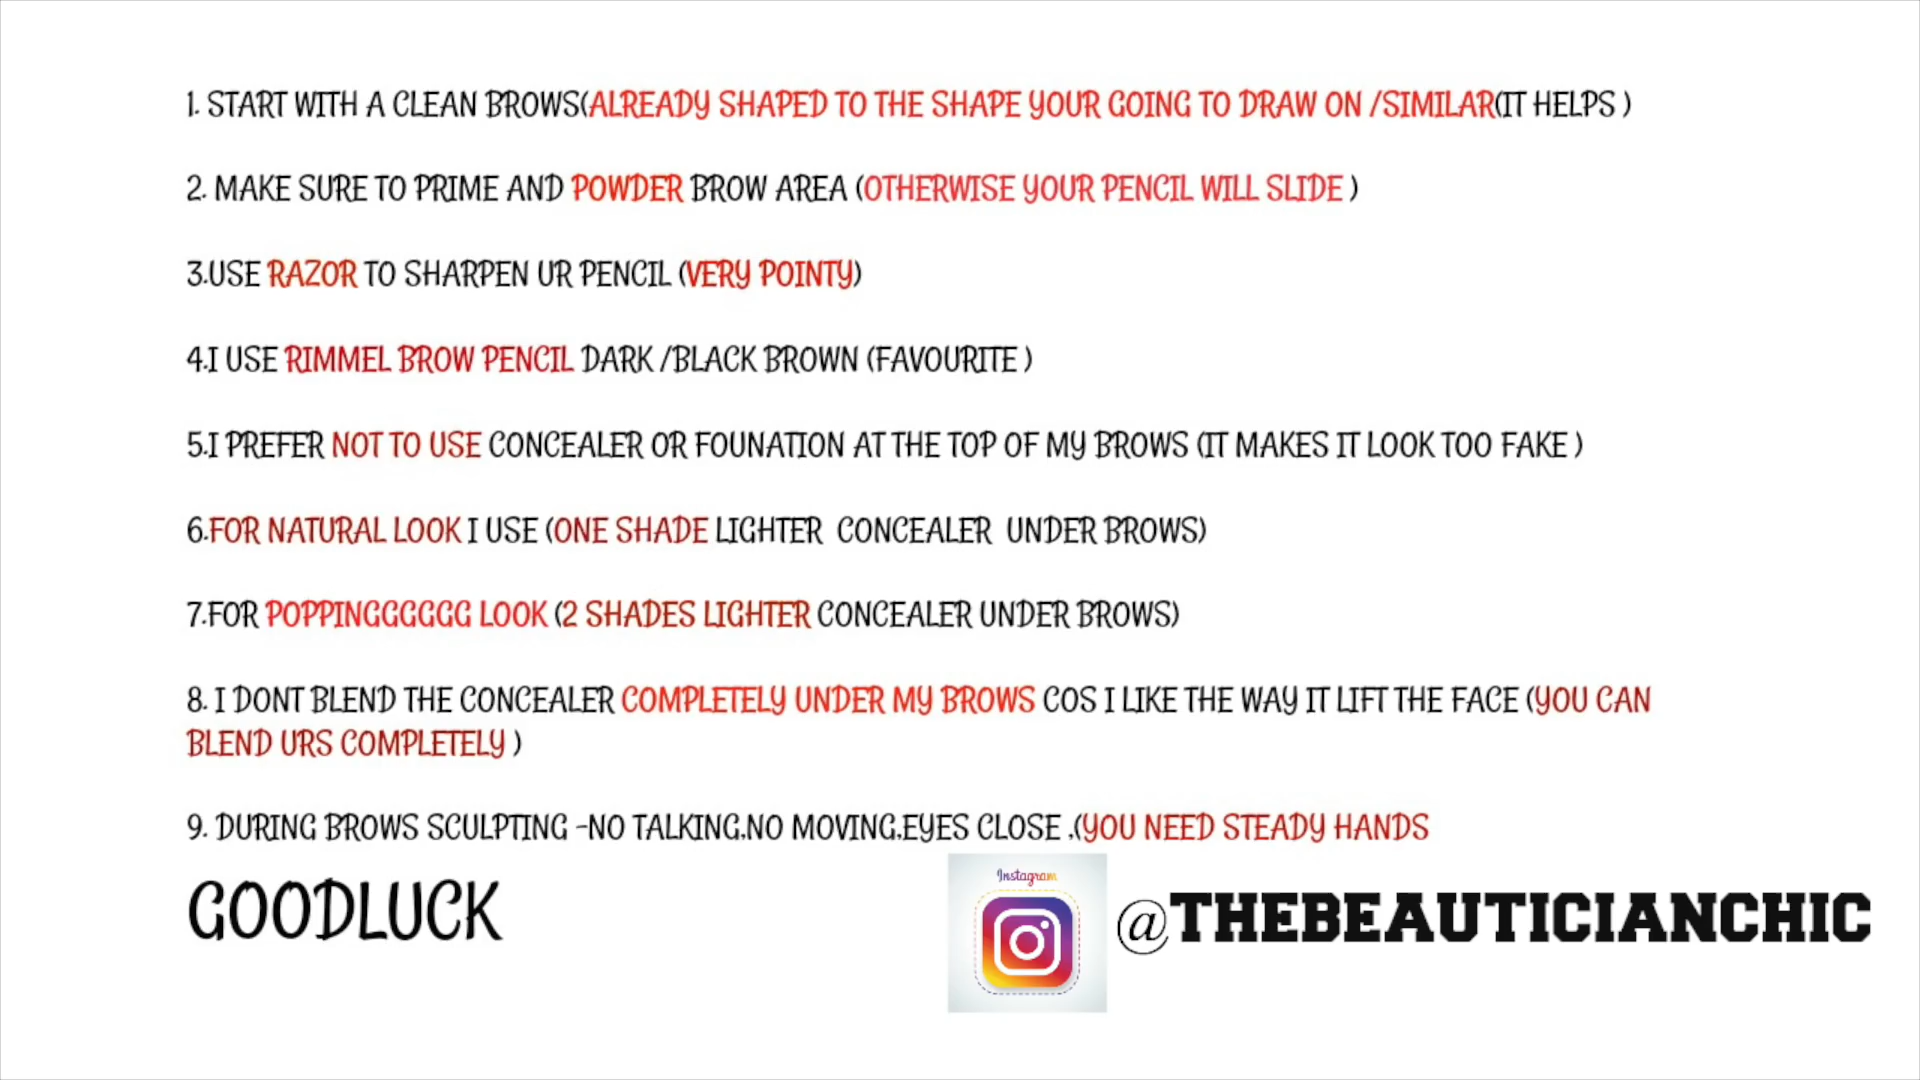 1. START WITH A CLEAN BROWS(ALREADY SHAPED TO THE SHAPE YOUR GOING TO DRAW ON /SIMILAR(IT HELPS )
2. MAKE SURE TO PRIME AND POWDER BROW AREA (OTHERWISE YOUR PENCIL WILL SLIDE )
3.USE RAZOR TO SHARPEN UR PENCIL (VERY POINTY)
4.I USE RIMMEL BROW PENCIL DARK /BLACK BROWN (FAVOURITE )
5.I PREFER NOT TO USE CONCEALER OR FOUNATION AT THE TOP OF MY BROWS (IT MAKES IT LOOK TOO FAKE )
6.FOR NATURAL LOOK I USE (ONE SHADE LIGHTER CONCEALER UNDER BROWS)
7.FOR POPPINGGGGGG LOOK (2 SHADES LIGHTER CONCEALER UNDER BROWS)
8. I DONT BLEND THE CONCEALER COMPLETELY UNDER MY BROWS COS I LIKE THE WAY IT LIFT THE FACE (YOU CAN
BLEND URS COMPLETELY )
9. DURING BROWS SCULPTING -NO TALKING,NO MOVING,EYES CLOSE ,(YOU NEED STEADY HANDS
GOODLUCK
Instagram
@THEBEAUTICIANCHIC